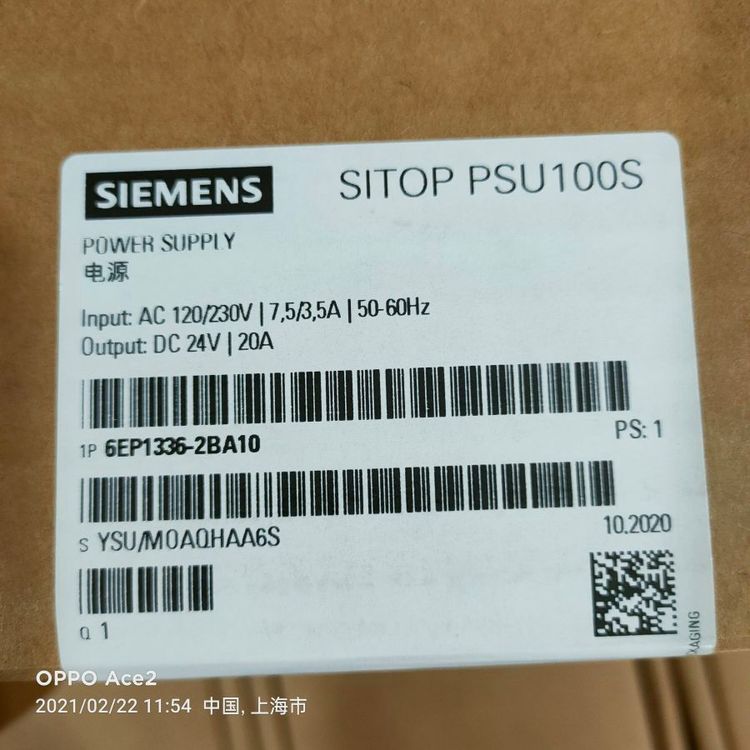 SIEMENS
SITOP PSU100S
POWER SUPPLY
电源
Input: AC 120/230V | 7,5/3,5A | 50-60Hz
Output: DC 24V | 20A
1P 6EP1336-2BA10
PS: 1
S YSU/M0AQHAA6S
10.2020
Q 1
OPPO Ace2
2021/02/22 11:54 中国, 上海市